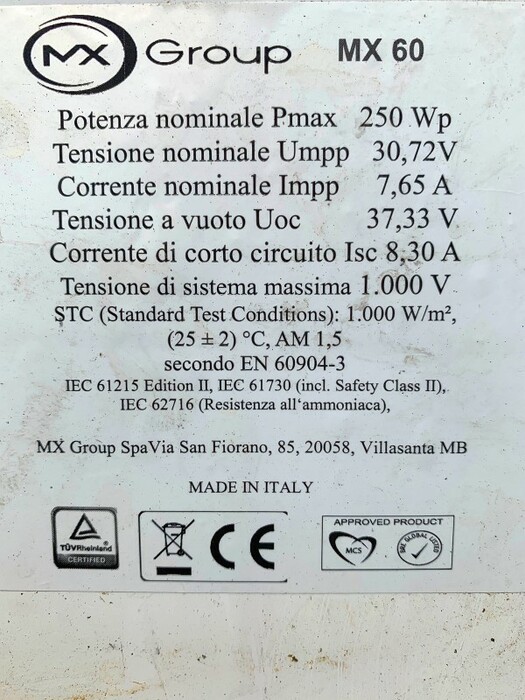 MX Group MX 60
Potenza nominale Pmax 250 Wp
Tensione nominale Umpp 30,72V
Corrente nominale Impp 7,65 A
Tensione a vuoto Uoc 37,33 V
Corrente di corto circuito Isc 8,30 A
Tensione di sistema massima 1.000 V
STC (Standard Test Conditions): 1.000 W/m²,
(25 ± 2) °C, AM 1,5
secondo EN 60904-3
IEC 61215 Edition II, IEC 61730 (incl. Safety Class II),
IEC 62716 (Resistenza all'ammoniaca),
MX Group SpaVia San Fiorano, 85, 20058, Villasanta MB
MADE IN ITALY
TÜVRheinland®
CERTIFIED
CE
APPROVED PRODUCT
MCS
BRE GLOBAL LISTED